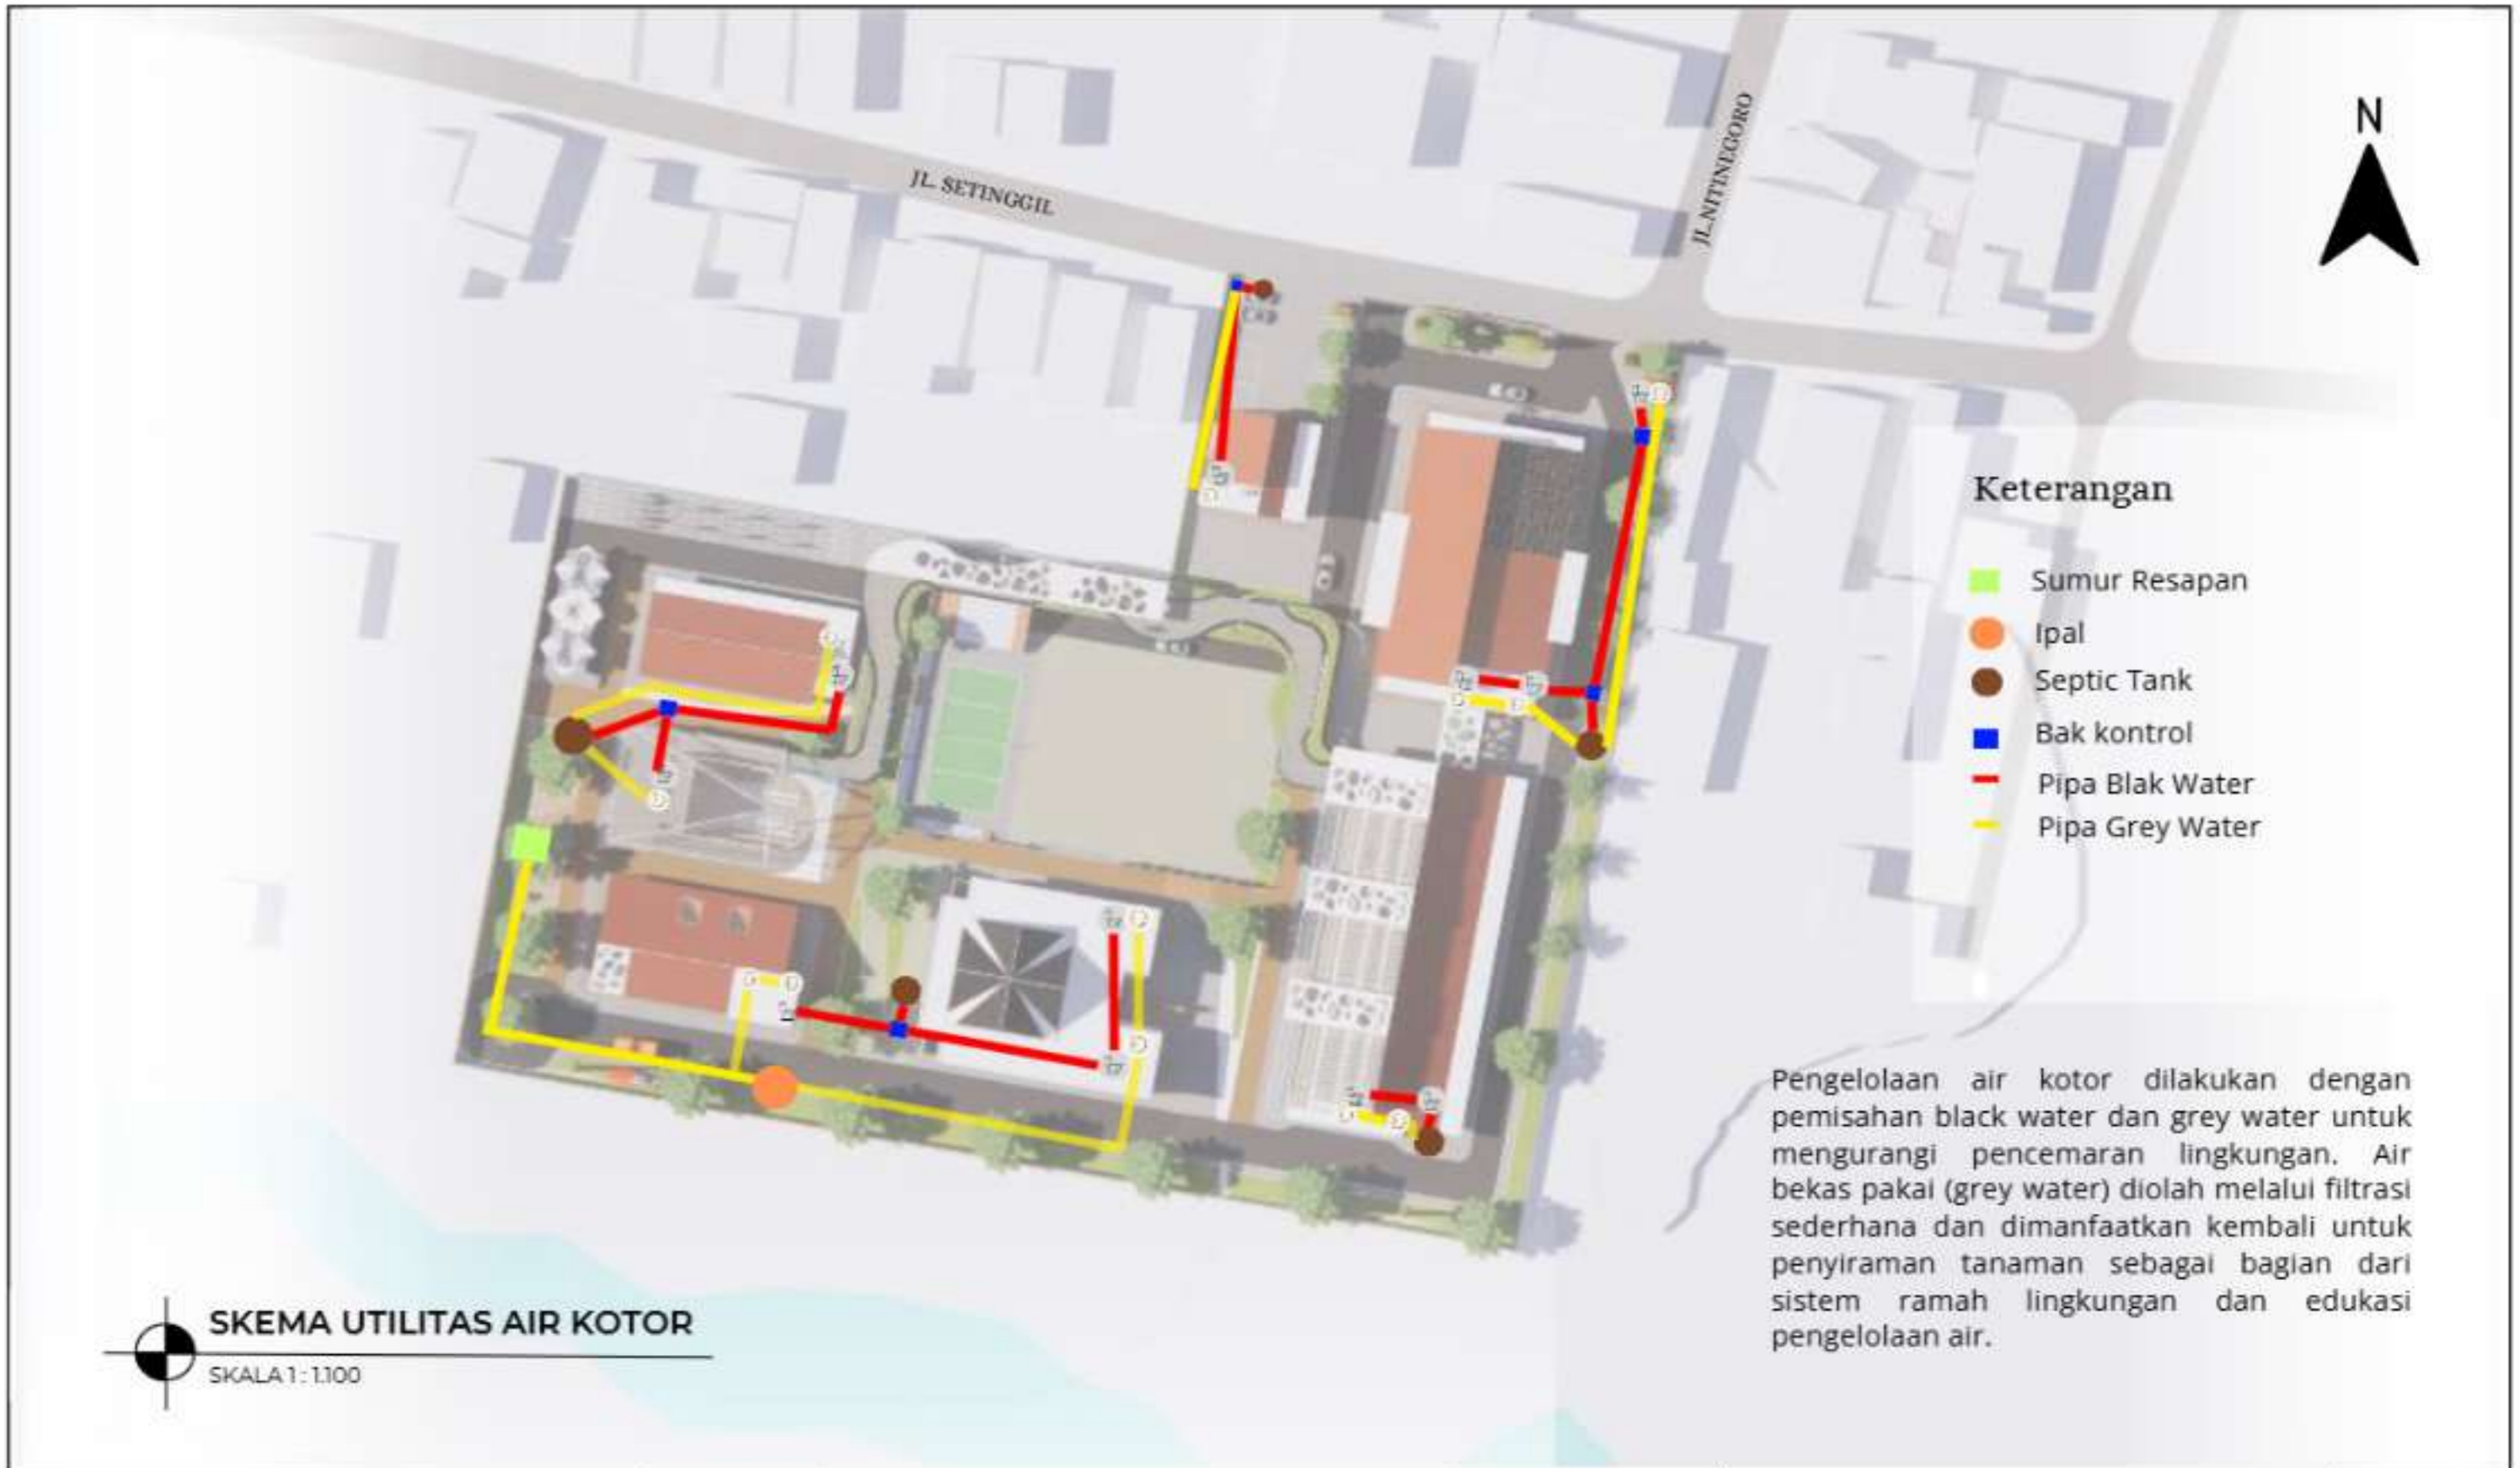 JL. SETINGGIL
JL.NITINEGORO
N
Keterangan
Sumur Resapan
Ipal
Septic Tank
Bak kontrol
Pipa Blak Water
Pipa Grey Water
Pengelolaan air kotor dilakukan dengan
pemisahan black water dan grey water untuk
mengurangi pencemaran lingkungan. Air
bekas pakai (grey water) diolah melalui filtrasi
sederhana dan dimanfaatkan kembali untuk
penyiraman tanaman sebagai bagian dari
sistem ramah lingkungan dan edukasi
pengelolaan air.
SKEMA UTILITAS AIR KOTOR
SKALA 1 : 1.100